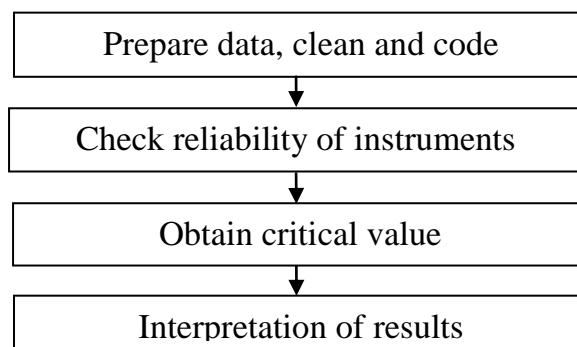 Prepare data, clean and code
Check reliability of instruments
Obtain critical value
Interpretation of results